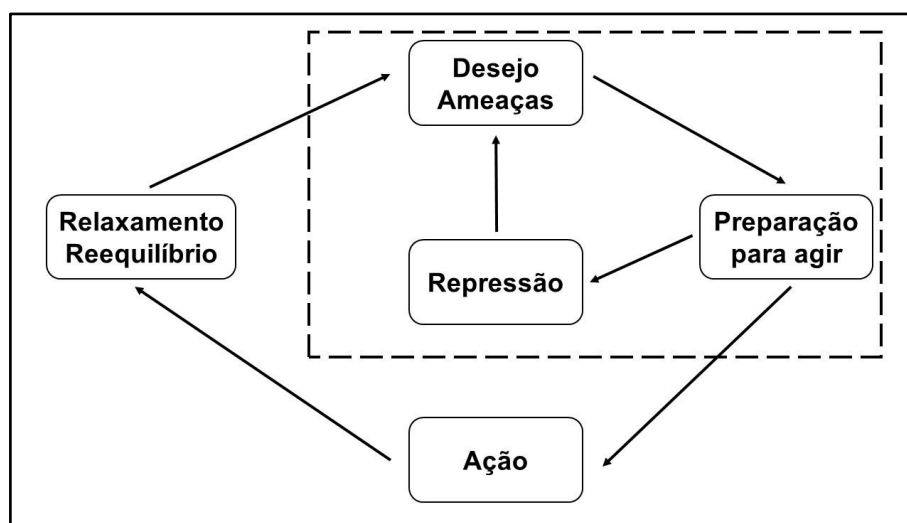 Desejo
Ameaças
Relaxamento
Reequilíbrio
Preparação
para agir
Repressão
Ação